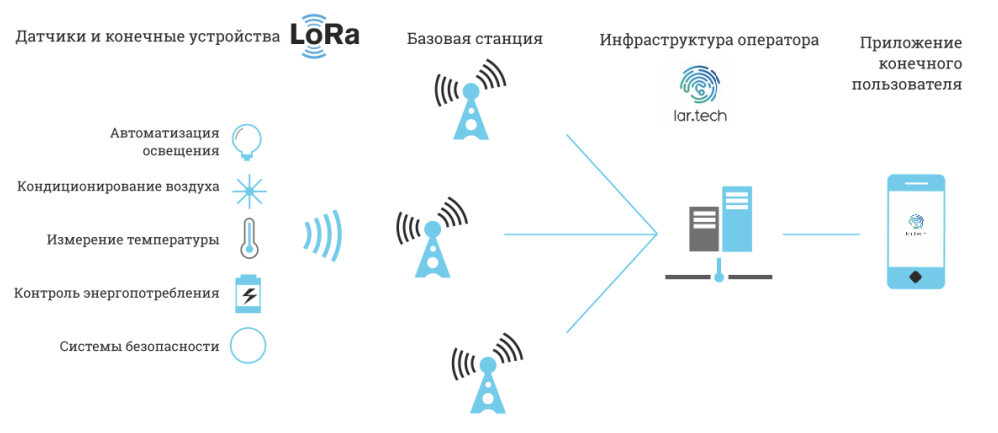 Датчики и конечные устройства
LoRa
Базовая станция
Инфраструктура оператора
Приложение
конечного
пользователя
lar.tech
Автоматизация
освещения
Кондиционирование воздуха
Измерение температуры
Контроль энергопотребления
Системы безопасности